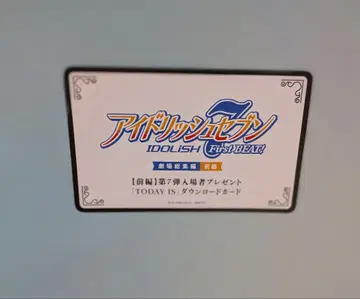 アイドリッシュセブン
7
IDOLiSH
First BEAT!
劇場総集編 前編
【前編】第7弾入場者プレゼント
「TODAY IS」ダウンロードボード